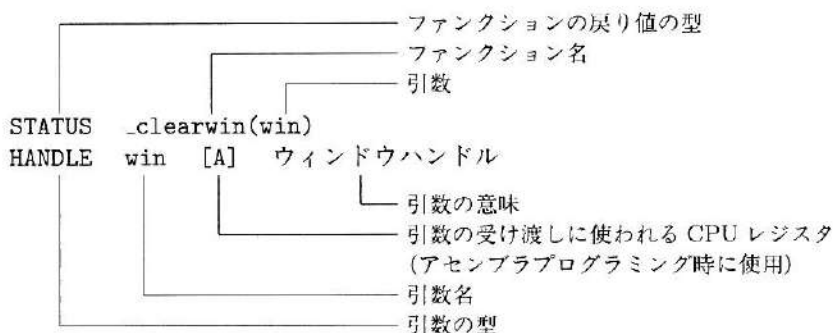 ファンクションの戻り値の型
ファンクション名
引数
STATUS _clearwin(win)
HANDLE win [A] ウィンドウハンドル
引数の意味
引数の受け渡しに使われる CPU レジスタ
(アセンブラプログラミング時に使用)
引数名
引数の型